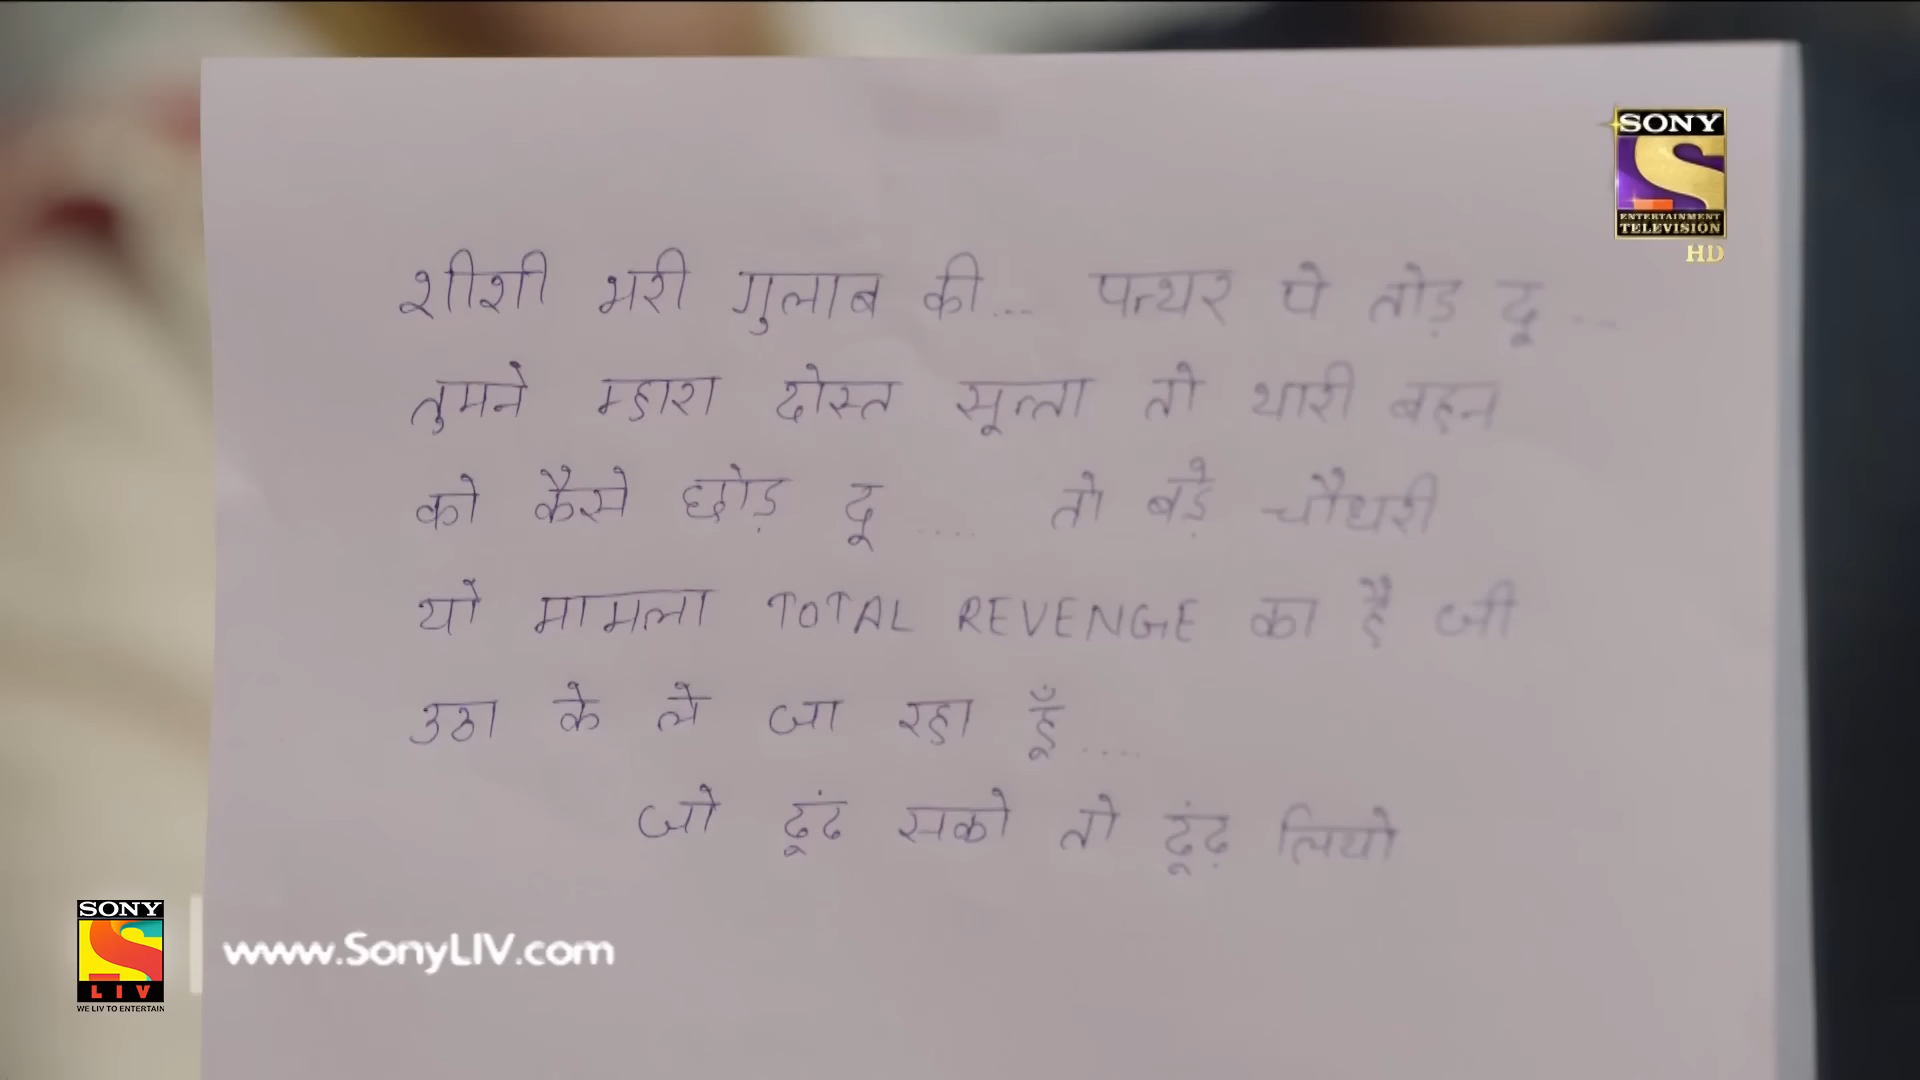 SONY
ENTERTAINMENT
TELEVISION
HD
शीशी भरी गुलाब की... पत्थर पे तोड़ दू ...
तुमने म्हारा दोस्त सून्ता तो थारी बहन
को कैसे छोड़ दू .... तो बड़े चौधरी
यो मामला TOTAL REVENGE का है जी
उठा के ले जा रहा हूँ ....
जो ढूंढ सको तो ढूंढ़ लियो
SONY
LIV
WE LIV TO ENTERTAIN
www.SonyLIV.com